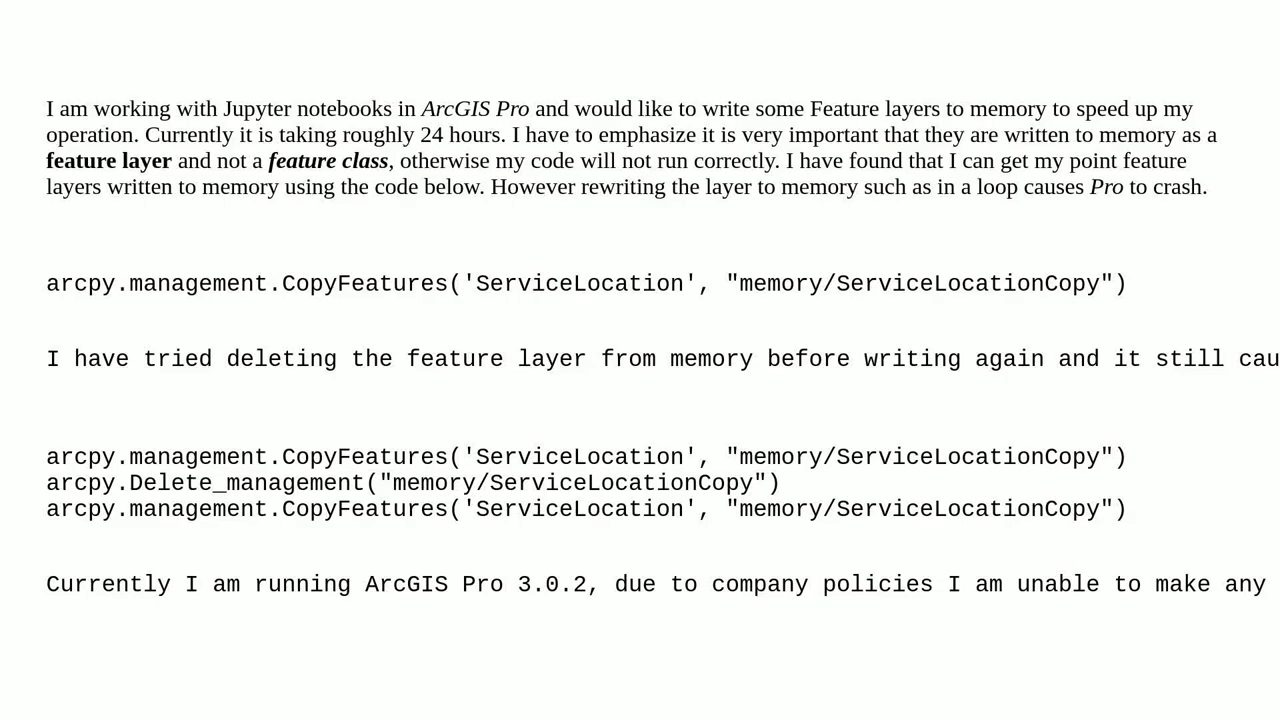 I am working with Jupyter notebooks in ArcGIS Pro and would like to write some Feature layers to memory to speed up my
operation. Currently it is taking roughly 24 hours. I have to emphasize it is very important that they are written to memory as a
feature layer and not a feature class, otherwise my code will not run correctly. I have found that I can get my point feature
layers written to memory using the code below. However rewriting the layer to memory such as in a loop causes Pro to crash.
arcpy.management.CopyFeatures('ServiceLocation', "memory/ServiceLocationCopy")
I have tried deleting the feature layer from memory before writing again and it still
arcpy.management.CopyFeatures('ServiceLocation', "memory/ServiceLocationCopy")
arcpy.Delete_management("memory/ServiceLocationCopy")
arcpy.management.CopyFeatures('ServiceLocation', "memory/ServiceLocationCopy")
Currently I am running ArcGIS Pro 3.0.2, due to company policies I am unable to make any